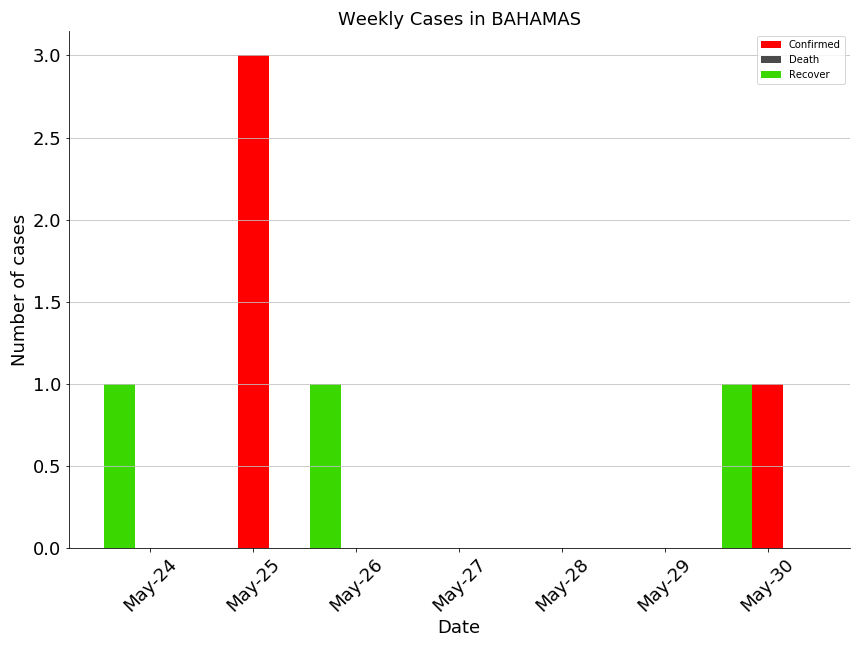 Weekly Cases in BAHAMAS
Confirmed
Death
Recover
Number of cases
3.0
2.5
2.0
1.5
1.0
0.5
0.0
May-24
May-25
May-26
May-27
May-28
May-29
May-30
Date